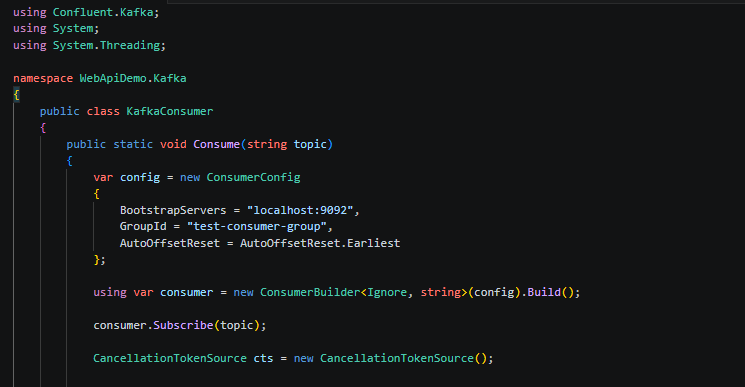 using Confluent.Kafka;
using System;
using System.Threading;
namespace WebApiDemo.Kafka
{
public class KafkaConsumer
{
public static void Consume(string topic)
{
var config = new ConsumerConfig
{
BootstrapServers = "localhost:9092",
GroupId = "test-consumer-group",
AutoOffsetReset = AutoOffsetReset.Earliest
};
using var consumer = new ConsumerBuilder<Ignore, string>(config).Build();
consumer.Subscribe(topic);
CancellationTokenSource cts = new CancellationTokenSource();